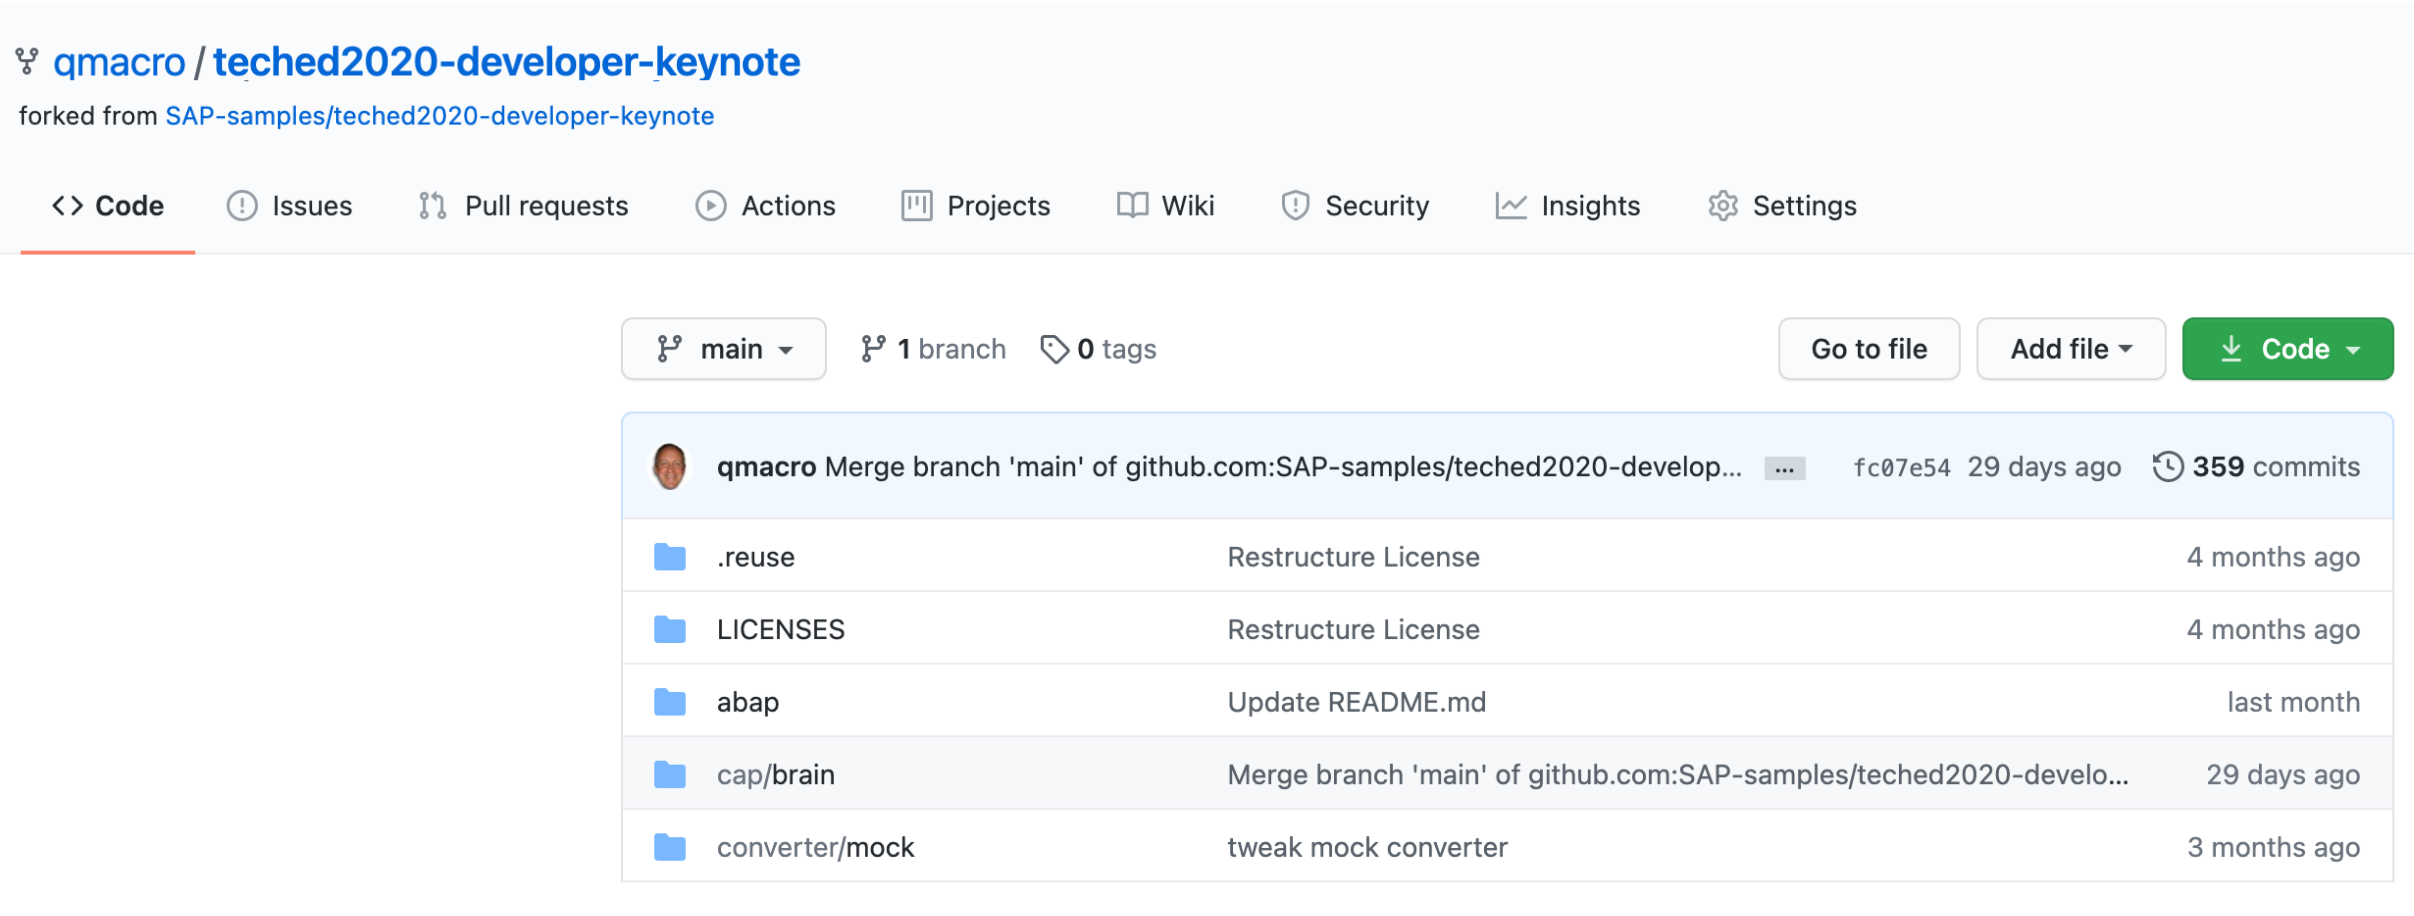 qmacro / teched2020-developer-keynote
forked from SAP-samples/teched2020-developer-keynote
Code Issues Pull requests Actions Projects Wiki Security Insights Settings
main 1 branch 0 tags Go to file Add file Code
qmacro Merge branch 'main' of github.com:SAP-samples/teched2020-develop... ... fc07e54 29 days ago 359 commits
.reuse Restructure License 4 months ago
LICENSES Restructure License 4 months ago
abap Update README.md last month
cap/brain Merge branch 'main' of github.com:SAP-samples/teched2020-develo... 29 days ago
converter/mock tweak mock converter 3 months ago